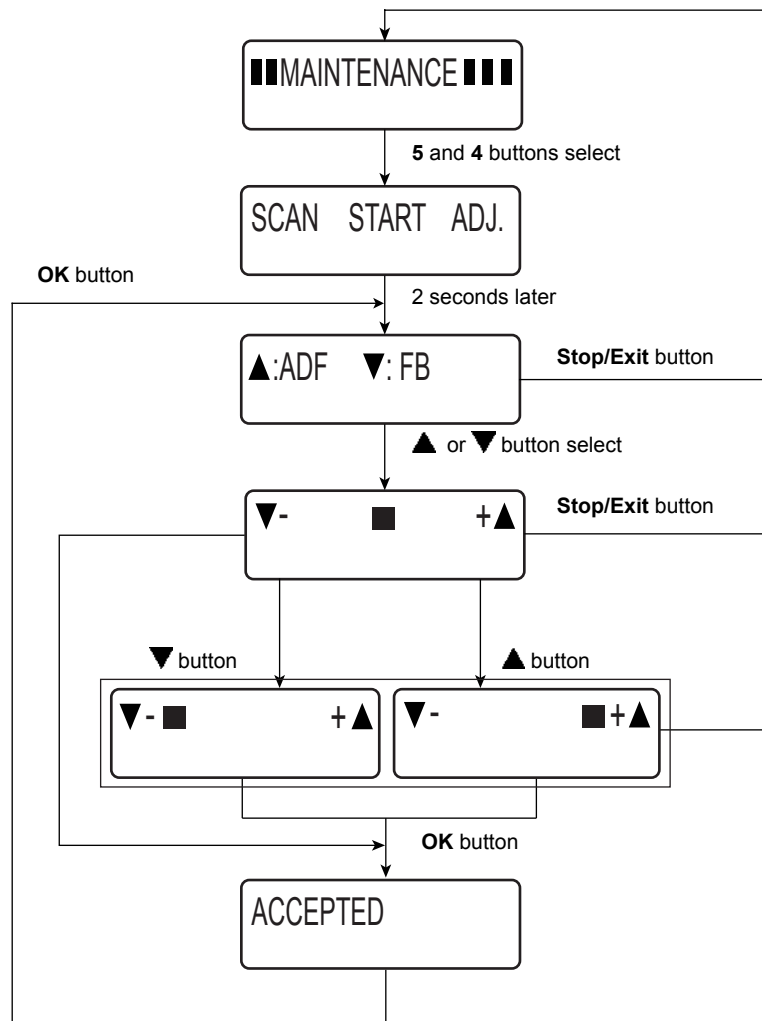 ▮▮MAINTENANCE▮▮▮
5 and 4 buttons select
SCAN START ADJ.
OK button
2 seconds later
▲:ADF ▼: FB
Stop/Exit button
▲ or ▼ button select
▼- ■ +▲
Stop/Exit button
▼ button
▲ button
▼- ■ +▲
▼- ■+▲
OK button
ACCEPTED